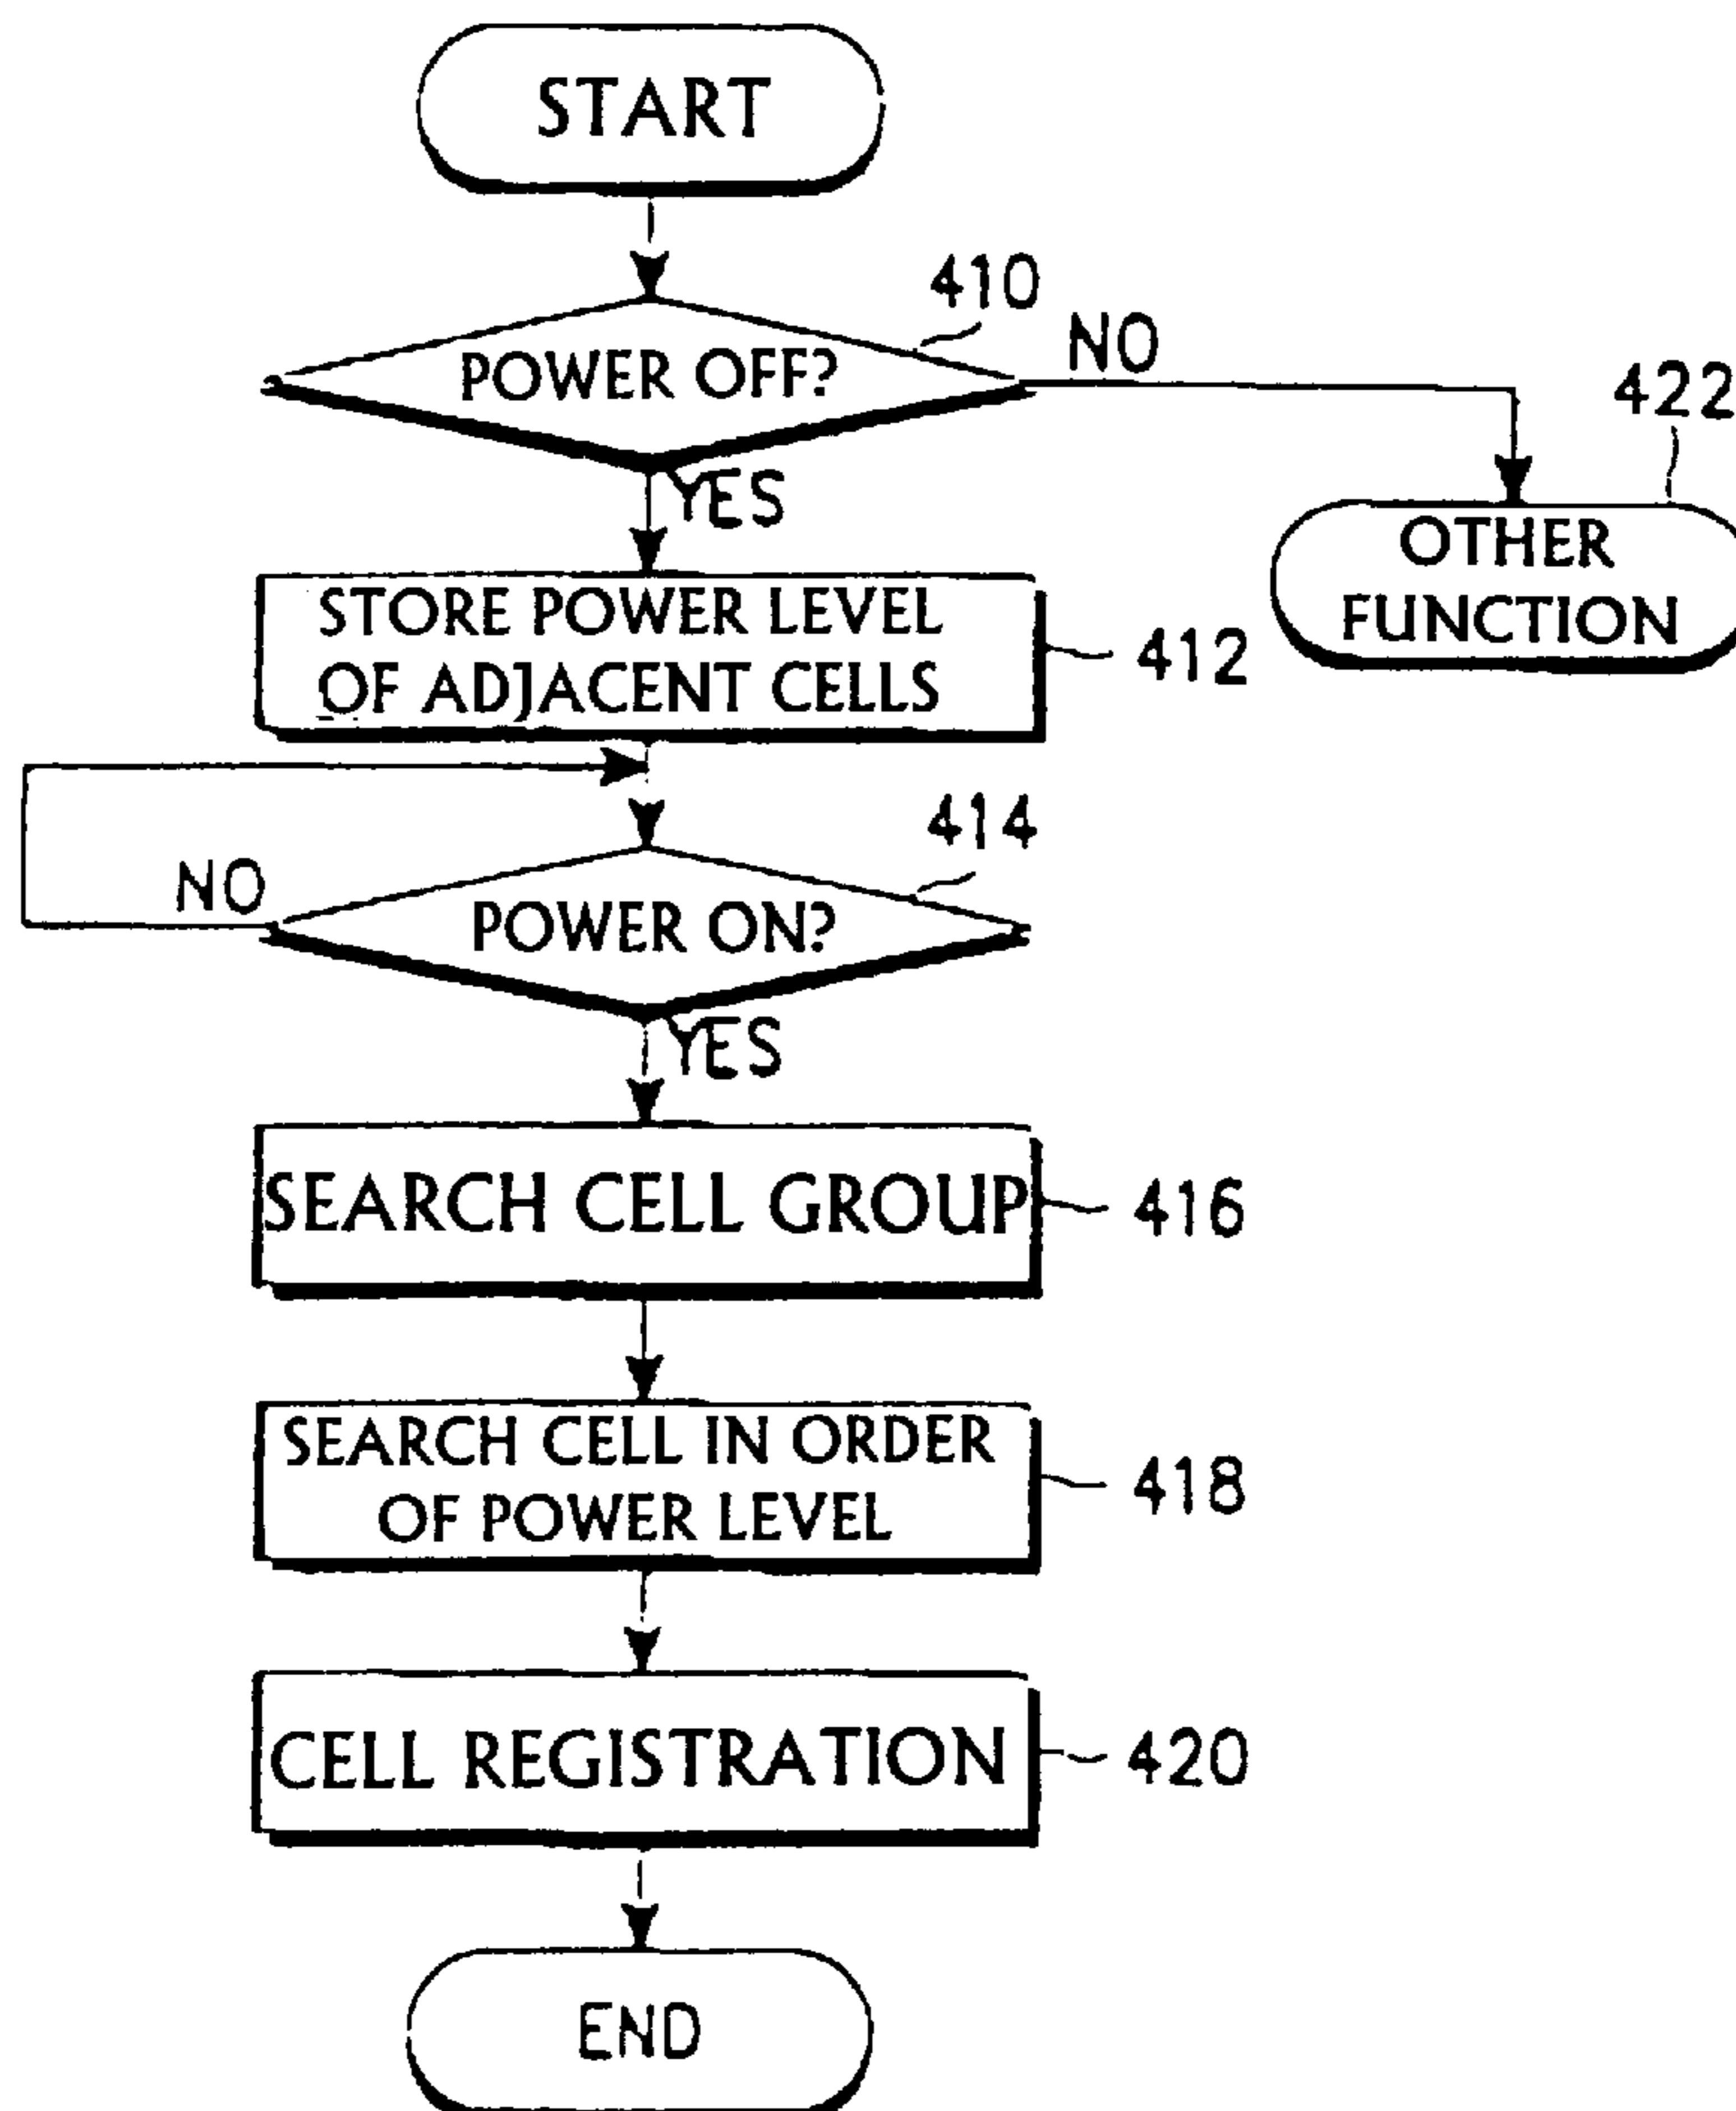 START
410
POWER OFF?
NO
422
YES
OTHER
FUNCTION
STORE POWER LEVEL
OF ADJACENT CELLS
412
414
NO
POWER ON?
YES
SEARCH CELL GROUP
416
SEARCH CELL IN ORDER
OF POWER LEVEL
418
CELL REGISTRATION
420
END